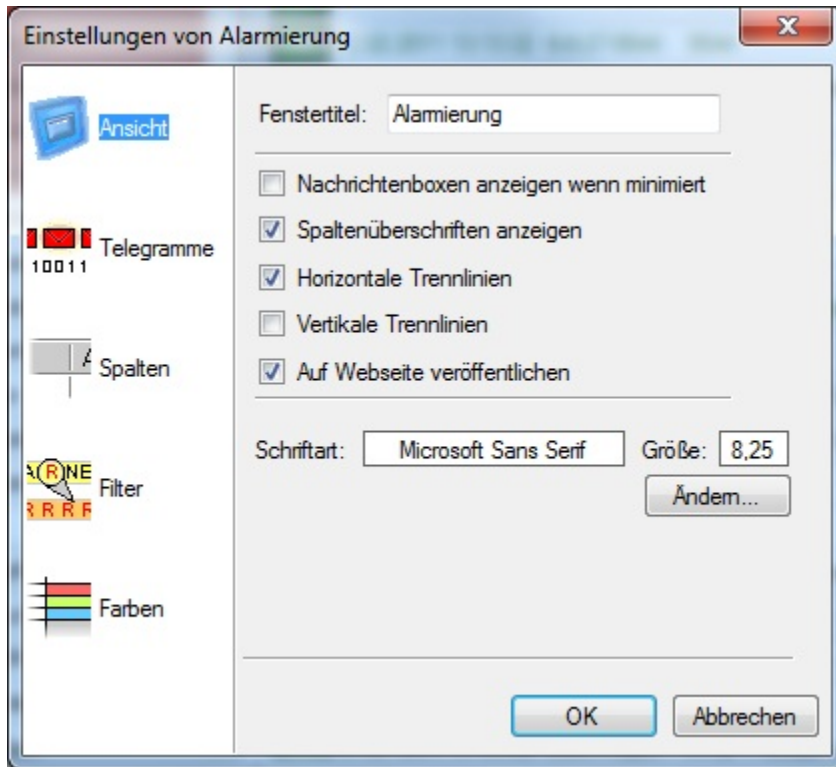 Einstellungen von Alarmierung
Ansicht
Telegramme
10011
Spalten
A
A(R)NE
R R R R
Filter
Farben
Fenstertitel: Alarmierung
Nachrichtenboxen anzeigen wenn minimiert
Spaltenüberschriften anzeigen
Horizontale Trennlinien
Vertikale Trennlinien
Auf Webseite veröffentlichen
Schriftart: Microsoft Sans Serif Größe: 8,25
Ändern...
OK Abbrechen